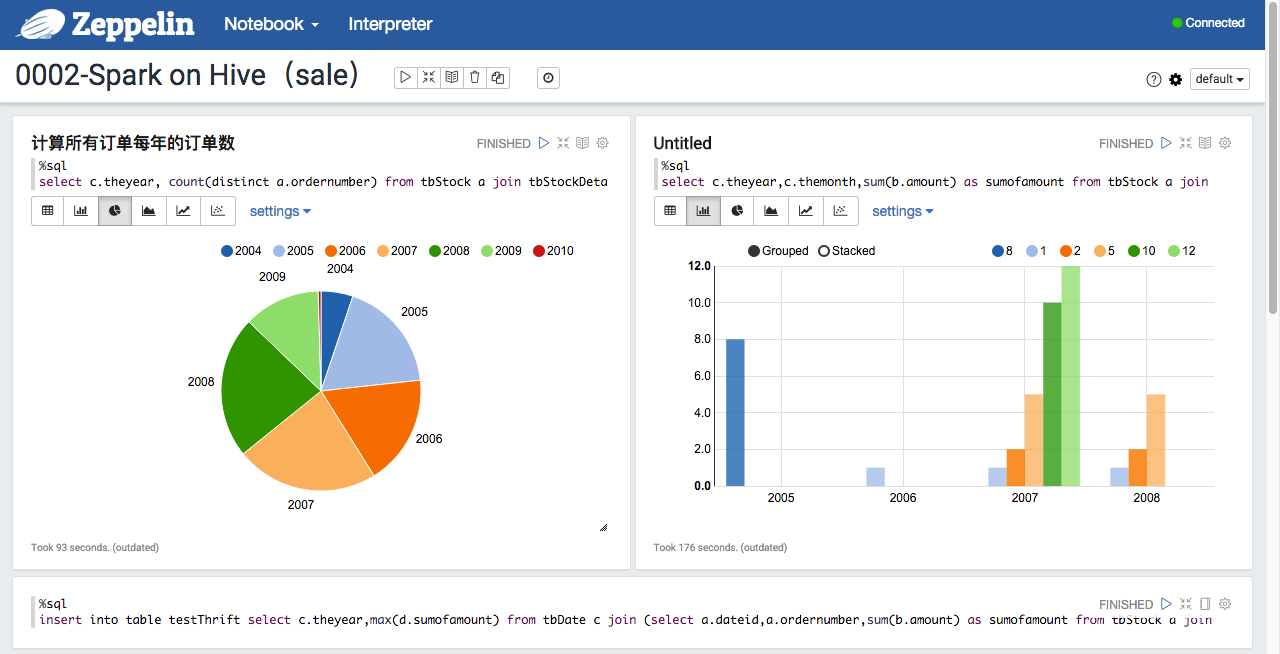 Zeppelin Notebook Interpreter Connected
0002-Spark on Hive（sale） default
计算所有订单每年的订单数 FINISHED
%sql
select c.theyear, count(distinct a.ordernumber) from tbStock a join tbStockDeta
settings
2004 2005 2006 2007 2008 2009 2010
2009 2004
2005
2008
2006
2007
Took 93 seconds. (outdated)
Untitled FINISHED
%sql
select c.theyear,c.themonth,sum(b.amount) as sumofamount from tbStock a join
settings
Grouped Stacked 8 1 2 5 10 12
12.0
10.0
8.0
6.0
4.0
2.0
0.0
2005 2006 2007 2008
Took 176 seconds. (outdated)
%sql FINISHED
insert into table testThrift select c.theyear,max(d.sumofamount) from tbDate c join (select a.dateid,a.ordernumber,sum(b.amount) as sumofamount from tbStock a join